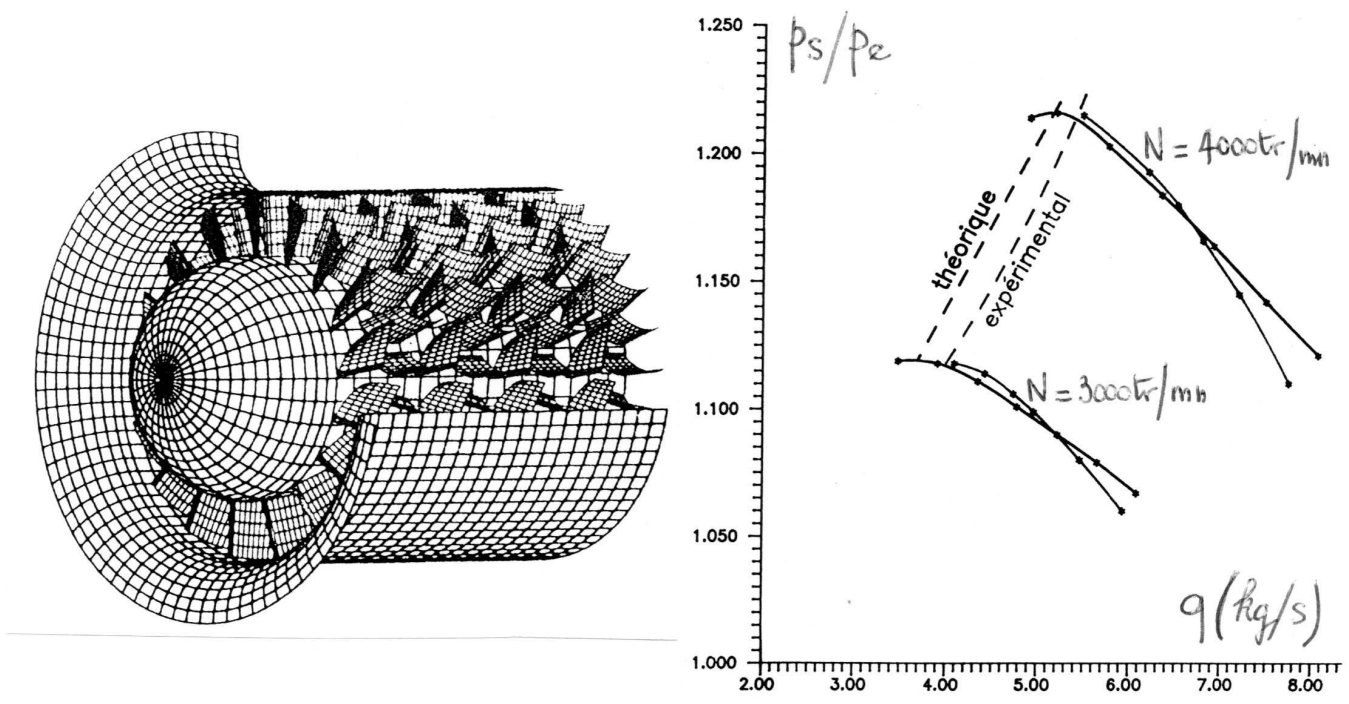 1.250
ps/pe
1.200
N = 4000tr/mn
théorique
expérimental
1.150
N = 3000tr/mn
1.100
1.050
q (kg/s)
1.000
2.00 3.00 4.00 5.00 6.00 7.00 8.00